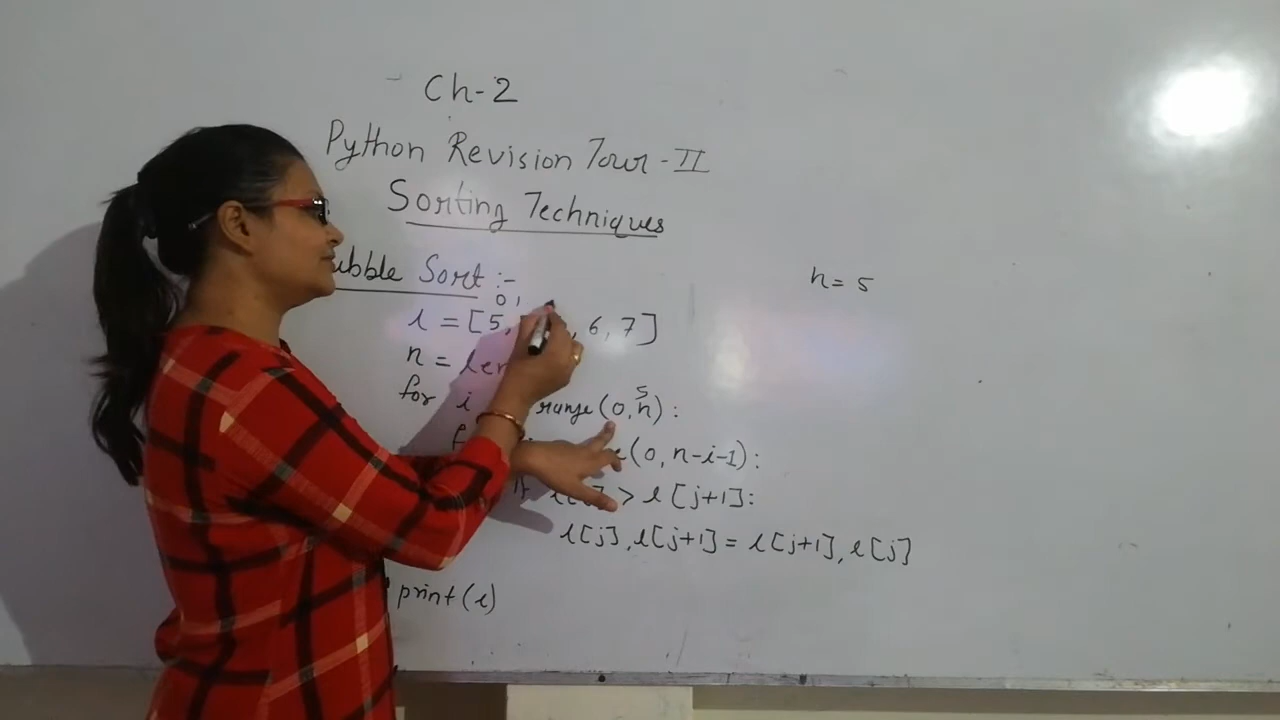 Ch-2
Python Revision Tour - II
Sorting Techniques
ubble Sort :-
n = 5
0 1
l = [5, , 6, 7]
n = len
5
for i range(0, n):
(0, n-i-1):
if l[j] > l[j+1]:
l[j], l[j+1] = l[j+1], l[j]
print(l)